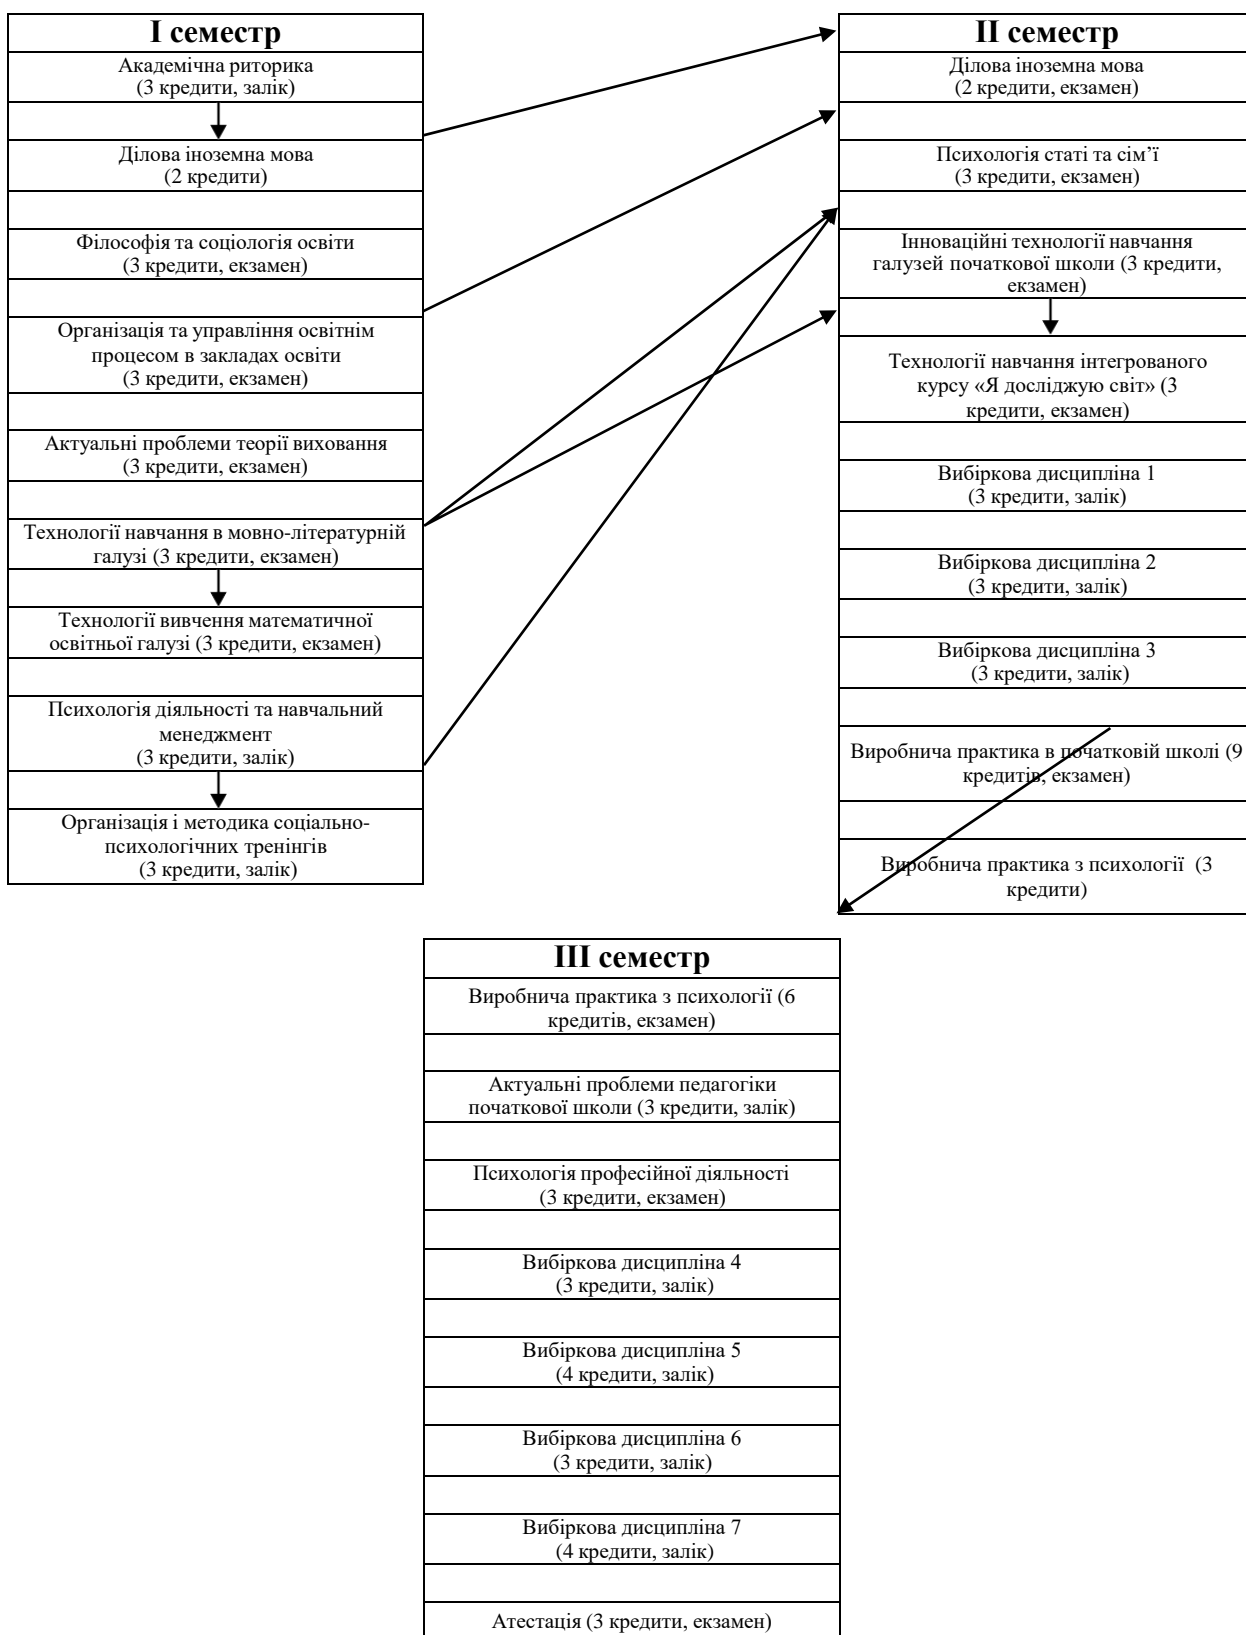 I семестр
Академічна риторика
(3 кредити, залік)
Ділова іноземна мова
(2 кредити)
Філософія та соціологія освіти
(3 кредити, екзамен)
Організація та управління освітнім
процесом в закладах освіти
(3 кредити, екзамен)
Актуальні проблеми теорії виховання
(3 кредити, екзамен)
Технології навчання в мовно-літературній
галузі (3 кредити, екзамен)
Технології вивчення математичної
освітньої галузі (3 кредити, екзамен)
Психологія діяльності та навчальний
менеджмент
(3 кредити, залік)
Організація і методика соціально-
психологічних тренінгів
(3 кредити, залік)
II семестр
Ділова іноземна мова
(2 кредити, екзамен)
Психологія статі та сім’ї
(3 кредити, екзамен)
Інноваційні технології навчання
галузей початкової школи (3 кредити,
екзамен)
Технології навчання інтегрованого
курсу «Я досліджую світ» (3
кредити, екзамен)
Вибіркова дисципліна 1
(3 кредити, залік)
Вибіркова дисципліна 2
(3 кредити, залік)
Вибіркова дисципліна 3
(3 кредити, залік)
Виробнича практика в початковій школі (9
кредитів, екзамен)
Виробнича практика з психології (3
кредити)
III семестр
Виробнича практика з психології (6
кредитів, екзамен)
Актуальні проблеми педагогіки
початкової школи (3 кредити, залік)
Психологія професійної діяльності
(3 кредити, екзамен)
Вибіркова дисципліна 4
(3 кредити, залік)
Вибіркова дисципліна 5
(4 кредити, залік)
Вибіркова дисципліна 6
(3 кредити, залік)
Вибіркова дисципліна 7
(4 кредити, залік)
Атестація (3 кредити, екзамен)